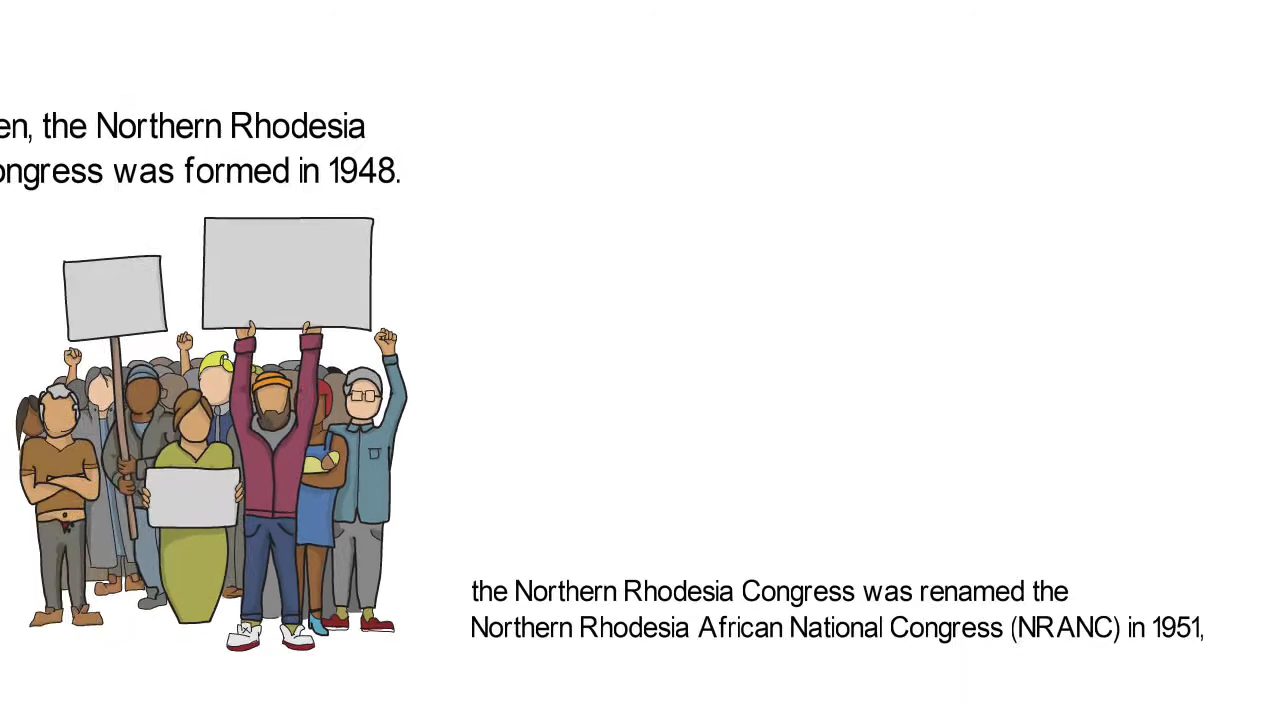 en, the Northern Rhodesia
ongress was formed in 1948.
the Northern Rhodesia Congress was renamed the
Northern Rhodesia African National Congress (NRANC) in 1951,